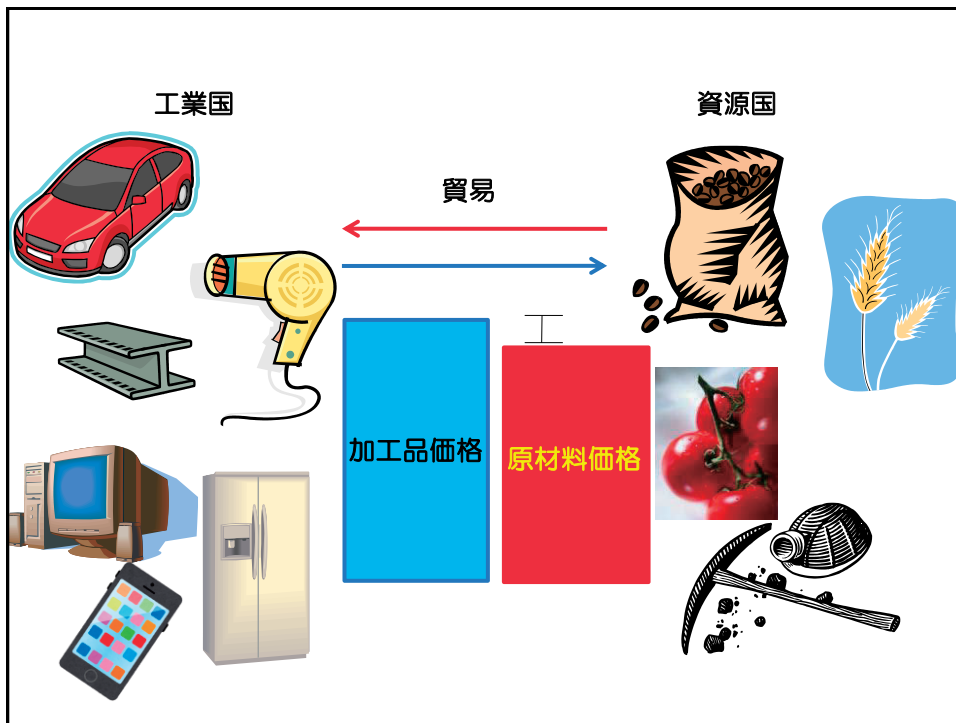 工業国
資源国
貿易
加工品価格
原材料価格